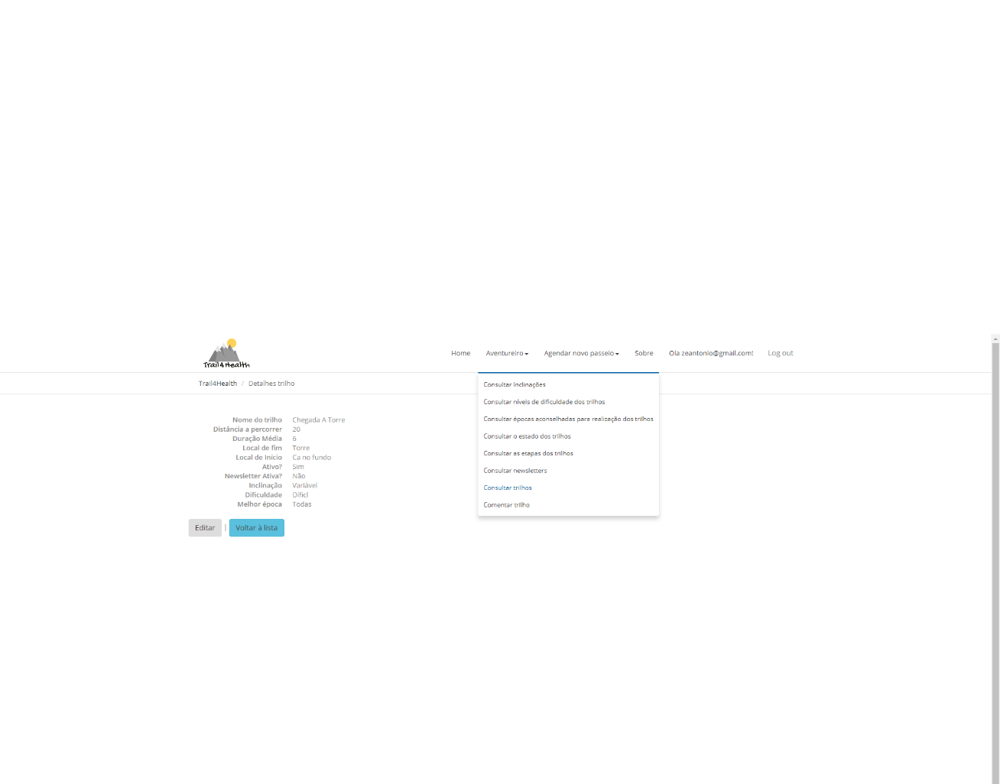 Trail4Health
Home Aventureiro Agendar novo passeio Sobre Ola zeantonio@gmail.com! Log out
Trail4Health / Detalhes trilho
Consultar Inclinações
Consultar níveis de dificuldade dos trilhos
Consultar épocas aconselhadas para realização dos trilhos
Consultar o estado dos trilhos
Consultar as etapas dos trilhos
Consultar newsletters
Consultar trilhos
Comentar trilho
Nome do trilho Chegada A Torre
Distância a percorrer 20
Duração Média 6
Local de fim Torre
Local de Início Ca no fundo
Ativo? Sim
Newsletter Ativa? Não
Inclinação Variável
Dificuldade Díficl
Melhor época Todas
Editar | Voltar à lista